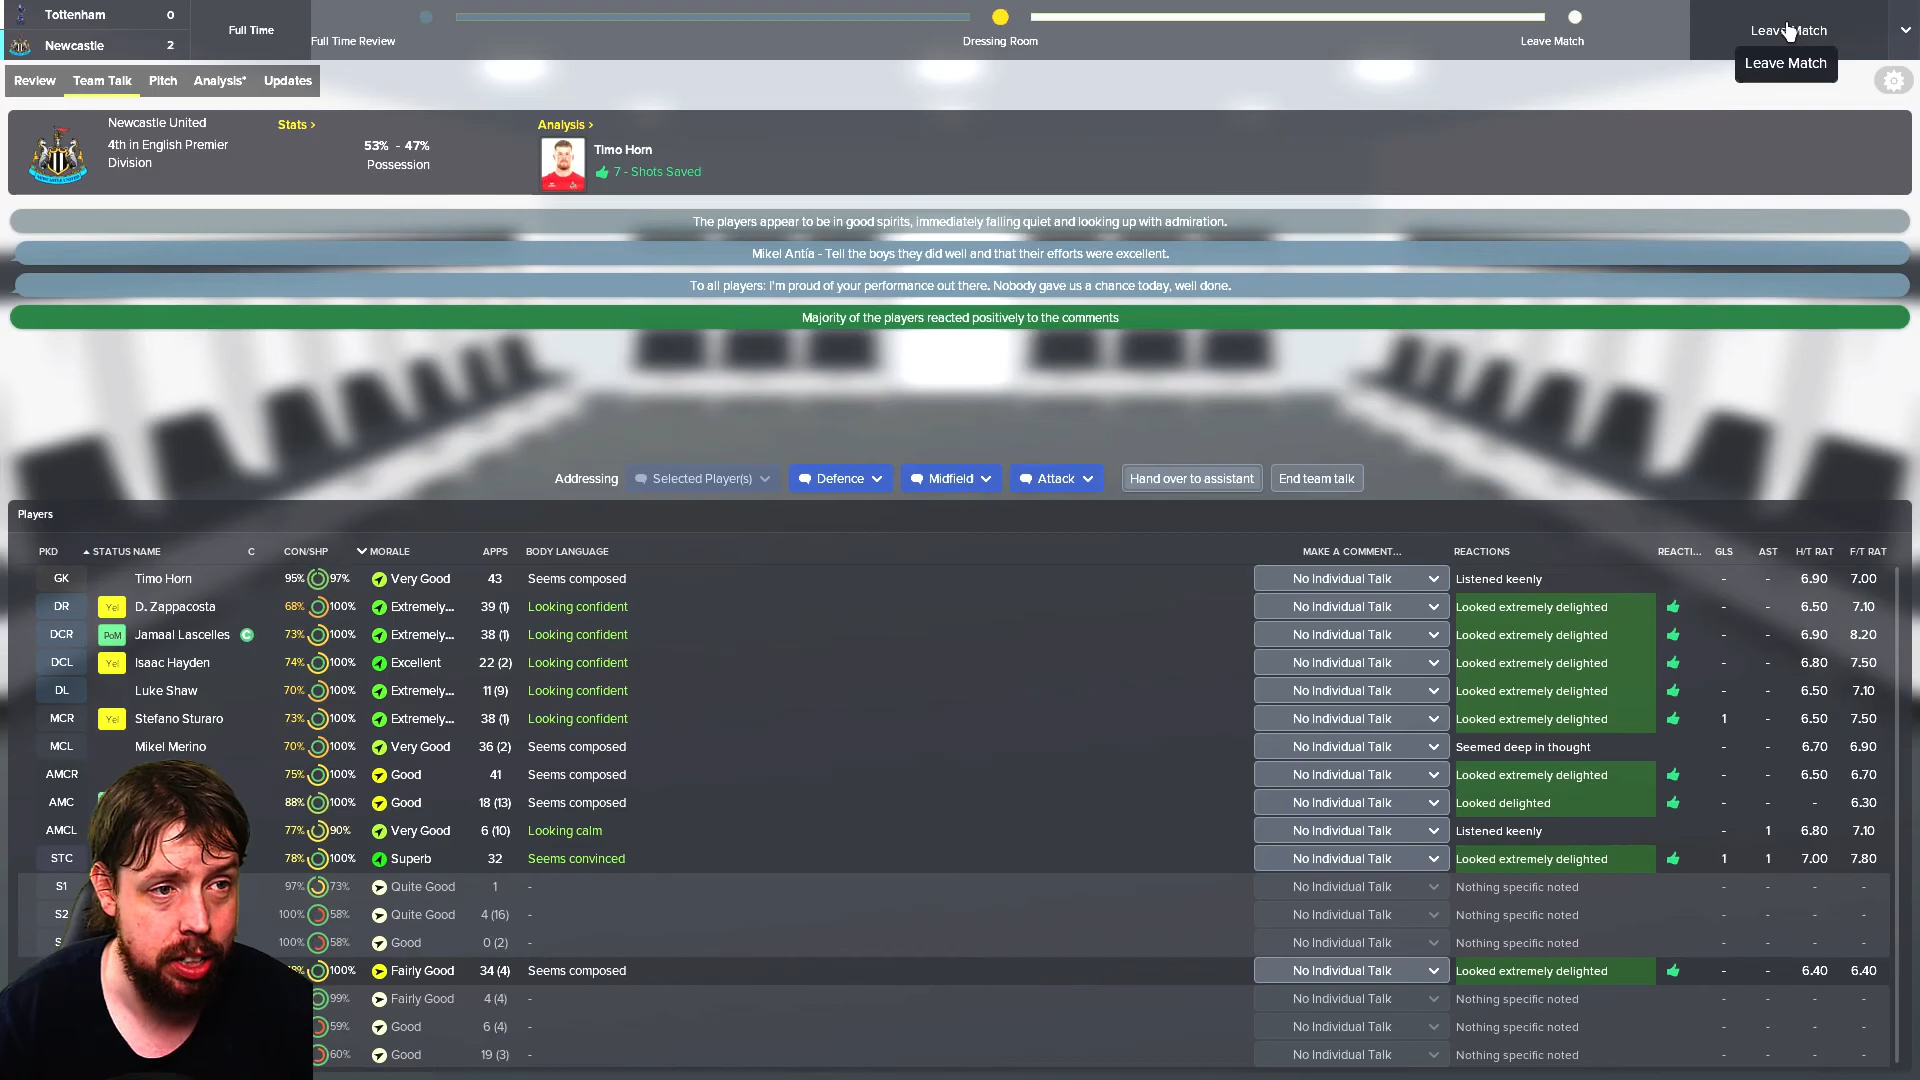 Tottenham 0
Newcastle 2
Full Time
Full Time Review
Dressing Room
Leave Match
Leave Match
Leave Match
Review Team Talk Pitch Analysis* Updates
Newcastle United
4th in English Premier
Division
Stats >
53% - 47%
Possession
Analysis >
Timo Horn
7 - Shots Saved
The players appear to be in good spirits, immediately falling quiet and looking up with admiration.
Mikel Antía - Tell the boys they did well and that their efforts were excellent.
To all players: I'm proud of your performance out there. Nobody gave us a chance today, well done.
Majority of the players reacted positively to the comments
Addressing Selected Player(s) Defence Midfield Attack Hand over to assistant End team talk
Players
PKD STATUS NAME C CON/SHP MORALE APPS BODY LANGUAGE MAKE A COMMENT... REACTIONS REACTI... GLS AST H/T RAT F/T RAT
GK Timo Horn 95% 97% Very Good 43 Seems composed No Individual Talk Listened keenly - - 6.90 7.00
DR Yel D. Zappacosta 68% 100% Extremely... 39 (1) Looking confident No Individual Talk Looked extremely delighted - - 6.50 7.10
DCR PoM Jamaal Lascelles C 73% 100% Extremely... 38 (1) Looking confident No Individual Talk Looked extremely delighted - - 6.90 8.20
DCL Yel Isaac Hayden 74% 100% Excellent 22 (2) Looking confident No Individual Talk Looked extremely delighted - - 6.80 7.50
DL Luke Shaw 70% 100% Extremely... 11 (9) Looking confident No Individual Talk Looked extremely delighted - - 6.50 7.10
MCR Yel Stefano Sturaro 73% 100% Extremely... 38 (1) Looking confident No Individual Talk Looked extremely delighted 1 - 6.50 7.50
MCL Mikel Merino 70% 100% Very Good 36 (2) Seems composed No Individual Talk Seemed deep in thought - - 6.70 6.90
AMCR 75% 100% Good 41 Seems composed No Individual Talk Looked extremely delighted - - 6.50 6.70
AMC 88% 100% Good 18 (13) Seems composed No Individual Talk Looked delighted - - - 6.30
AMCL 77% 90% Very Good 6 (10) Looking calm No Individual Talk Listened keenly - 1 6.80 7.10
STC 78% 100% Superb 32 Seems convinced No Individual Talk Looked extremely delighted 1 1 7.00 7.80
S1 97% 73% Quite Good 1 - No Individual Talk Nothing specific noted - - - -
S2 100% 58% Quite Good 4 (16) - No Individual Talk Nothing specific noted - - - -
100% 58% Good 0 (2) - No Individual Talk Nothing specific noted - - - -
100% Fairly Good 34 (4) Seems composed No Individual Talk Looked extremely delighted - - 6.40 6.40
99% Fairly Good 4 (4) - No Individual Talk Nothing specific noted - - - -
59% Good 6 (4) - No Individual Talk Nothing specific noted - - - -
60% Good 19 (3) - No Individual Talk Nothing specific noted - - - -